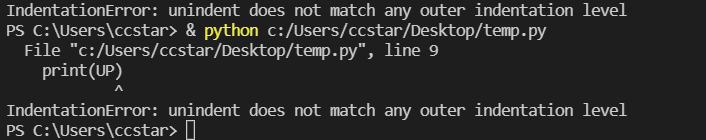 IndentationError: unindent does not match any outer indentation level
PS C:\Users\ccstar> & python c:/Users/ccstar/Desktop/temp.py
  File "c:/Users/ccstar/Desktop/temp.py", line 9
    print(UP)
            ^
IndentationError: unindent does not match any outer indentation level
PS C:\Users\ccstar>